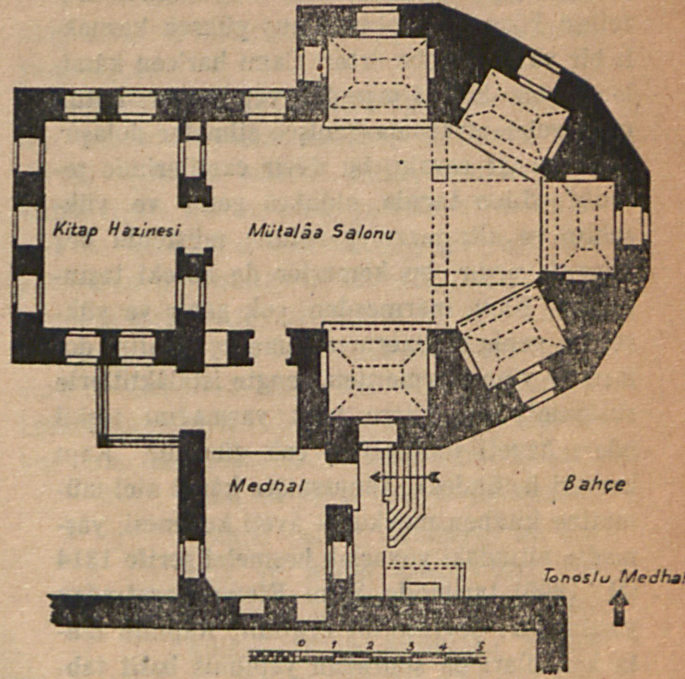 Kitap Hazinesi
Mütalâa Salonu
Medhal
Bahçe
Tonoslu Medhal
0 1 2 3 4 5